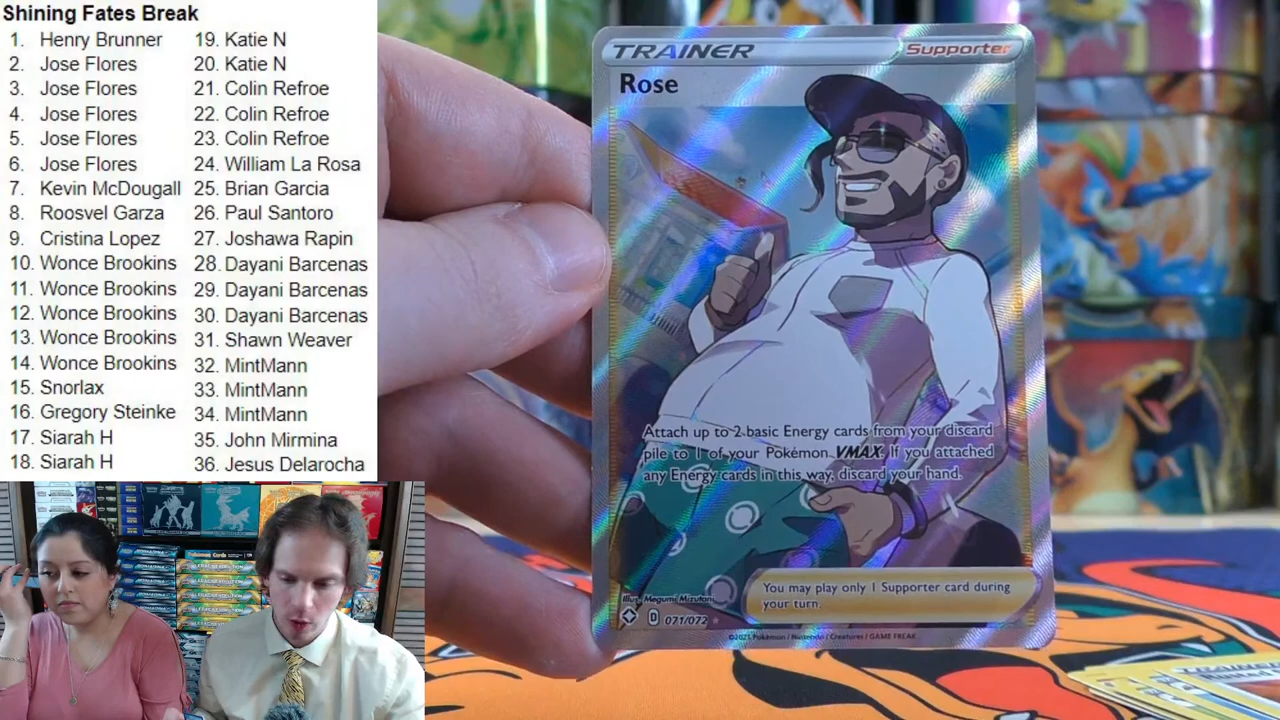 Shining Fates Break
1. Henry Brunner
2. Jose Flores
3. Jose Flores
4. Jose Flores
5. Jose Flores
6. Jose Flores
7. Kevin McDougall
8. Roosvel Garza
9. Cristina Lopez
10. Wonce Brookins
11. Wonce Brookins
12. Wonce Brookins
13. Wonce Brookins
14. Wonce Brookins
15. Snorlax
16. Gregory Steinke
17. Siarah H
18. Siarah H
19. Katie N
20. Katie N
21. Colin Refroe
22. Colin Refroe
23. Colin Refroe
24. William La Rosa
25. Brian Garcia
26. Paul Santoro
27. Joshawa Rapin
28. Dayani Barcenas
29. Dayani Barcenas
30. Dayani Barcenas
31. Shawn Weaver
32. MintMann
33. MintMann
34. MintMann
35. John Mirmina
36. Jesus Delarocha
TRAINER Supporter
Rose
Attach up to 2 basic Energy cards from your discard
pile to 1 of your Pokémon VMAX. If you attached
any Energy cards in this way, discard your hand.
You may play only 1 Supporter card during
your turn.
Illus. Megumi Mizutani
D 071/072
©2021 Pokémon / Nintendo / Creatures / GAME FREAK
TRAINER